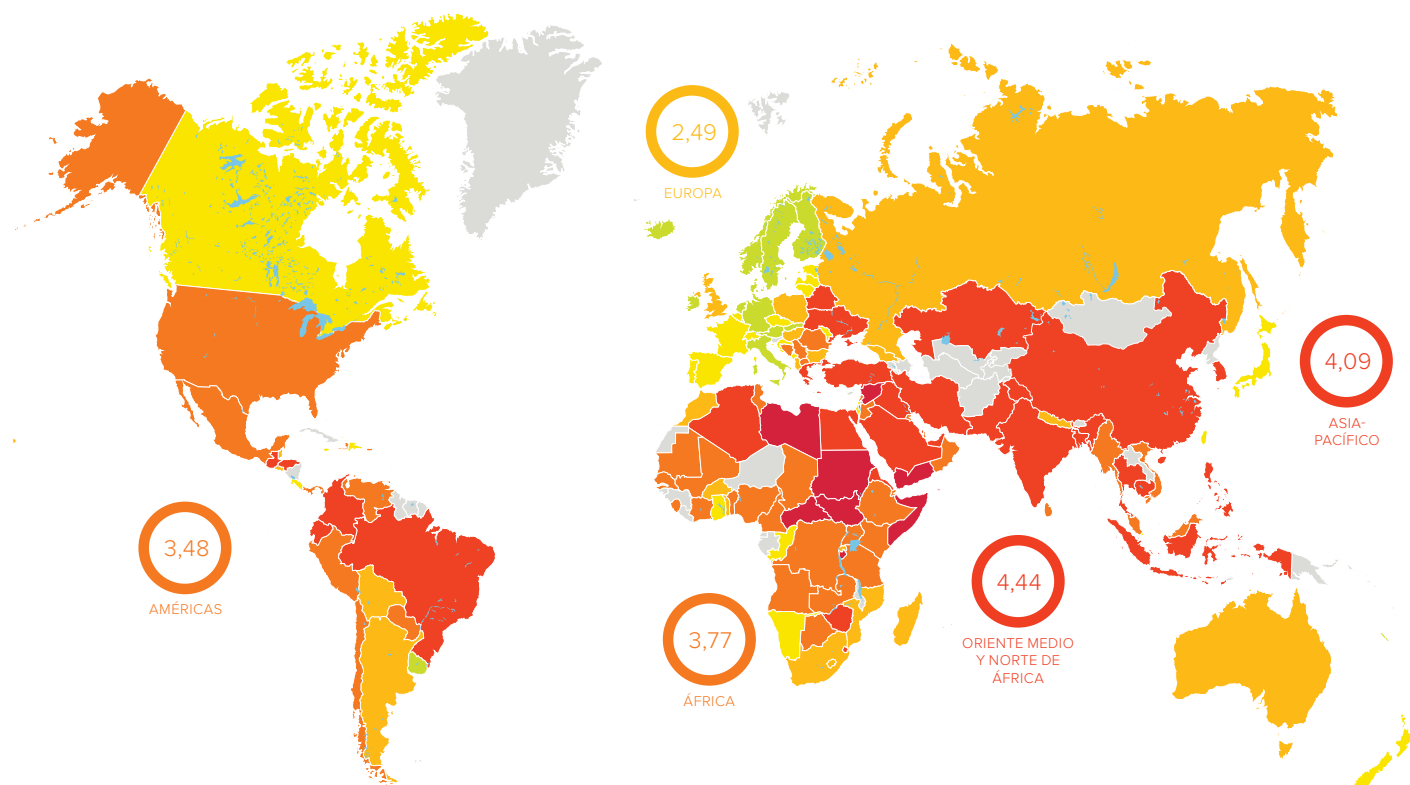 2,49
EUROPA
4,09
ASIA-
PACÍFICO
3,48
AMÉRICAS
4,44
ORIENTE MEDIO
Y NORTE DE
ÁFRICA
3,77
ÁFRICA